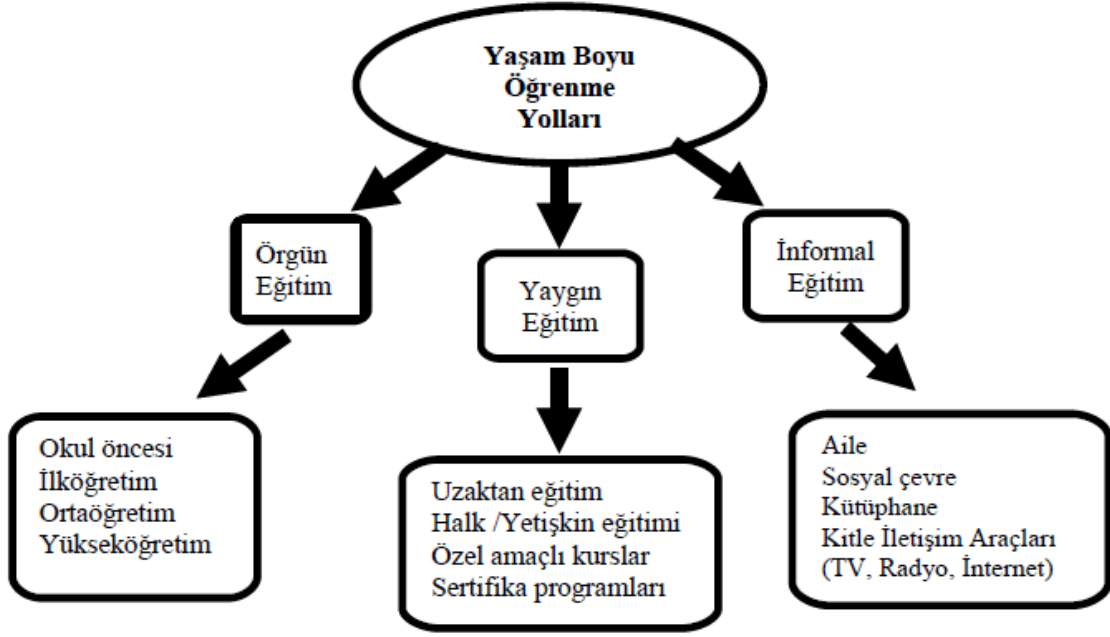 Yaşam Boyu
Öğrenme
Yolları
Örgün
Eğitim
Yaygın
Eğitim
İnformal
Eğitim
Okul öncesi
İlköğretim
Ortaöğretim
Yükseköğretim
Uzaktan eğitim
Halk /Yetişkin eğitimi
Özel amaçlı kurslar
Sertifika programları
Aile
Sosyal çevre
Kütüphane
Kitle İletişim Araçları
(TV, Radyo, İnternet)